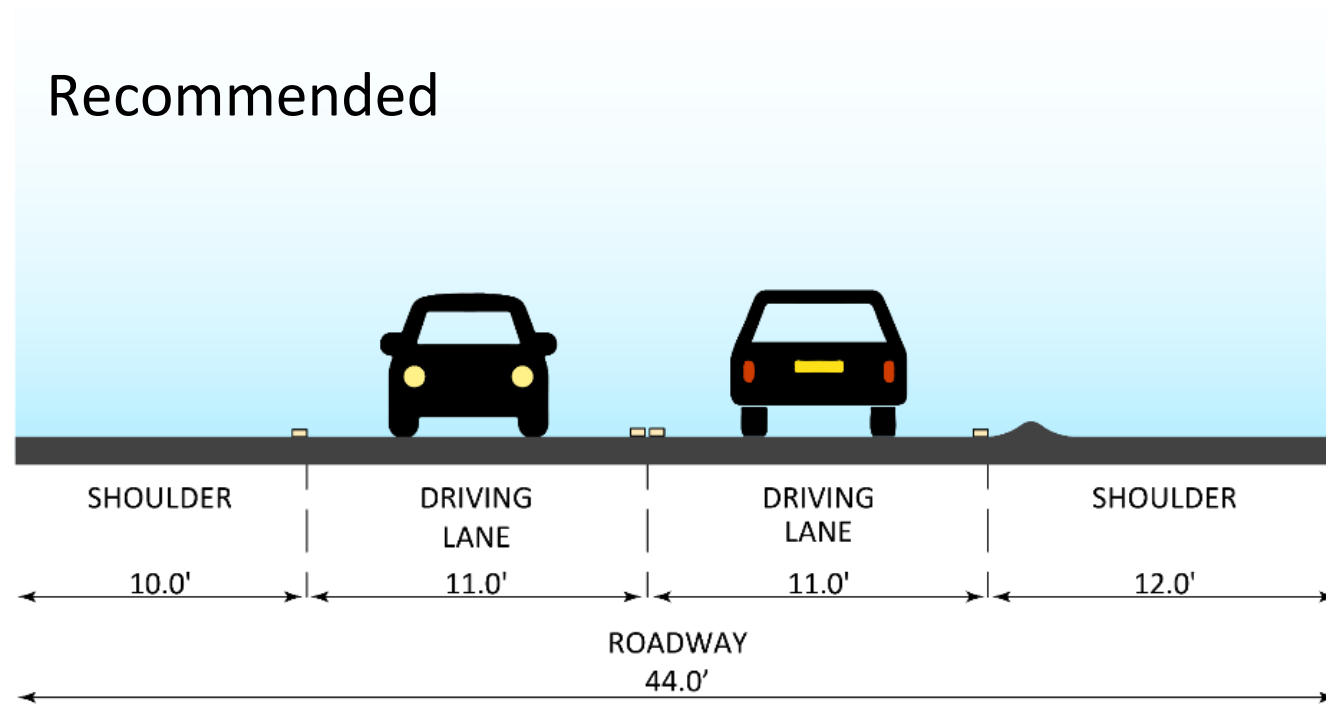 Recommended
SHOULDER
DRIVING
LANE
DRIVING
LANE
SHOULDER
10.0'
11.0'
11.0'
12.0'
ROADWAY
44.0’